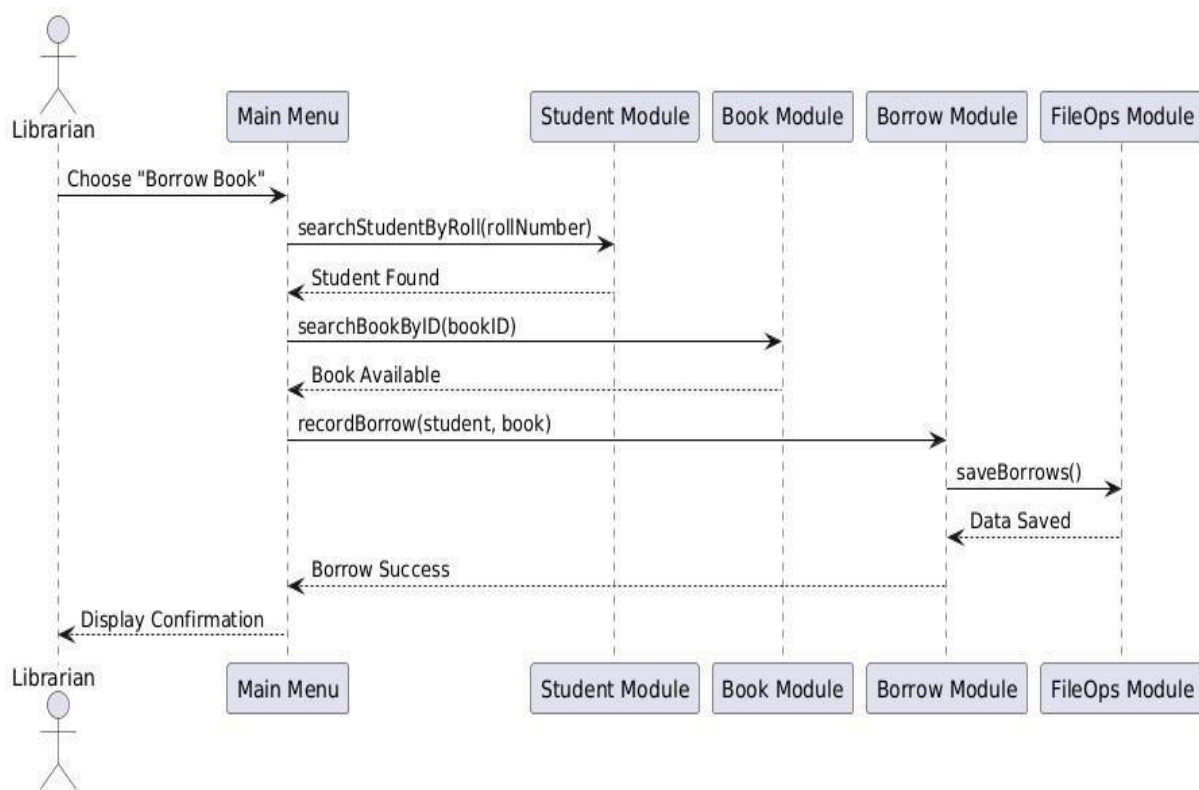 Librarian
Main Menu
Student Module
Book Module
Borrow Module
FileOps Module
Choose "Borrow Book"
searchStudentByRoll(rollNumber)
Student Found
searchBookByID(bookID)
Book Available
recordBorrow(student, book)
saveBorrows()
Data Saved
Borrow Success
Display Confirmation
Librarian
Main Menu
Student Module
Book Module
Borrow Module
FileOps Module